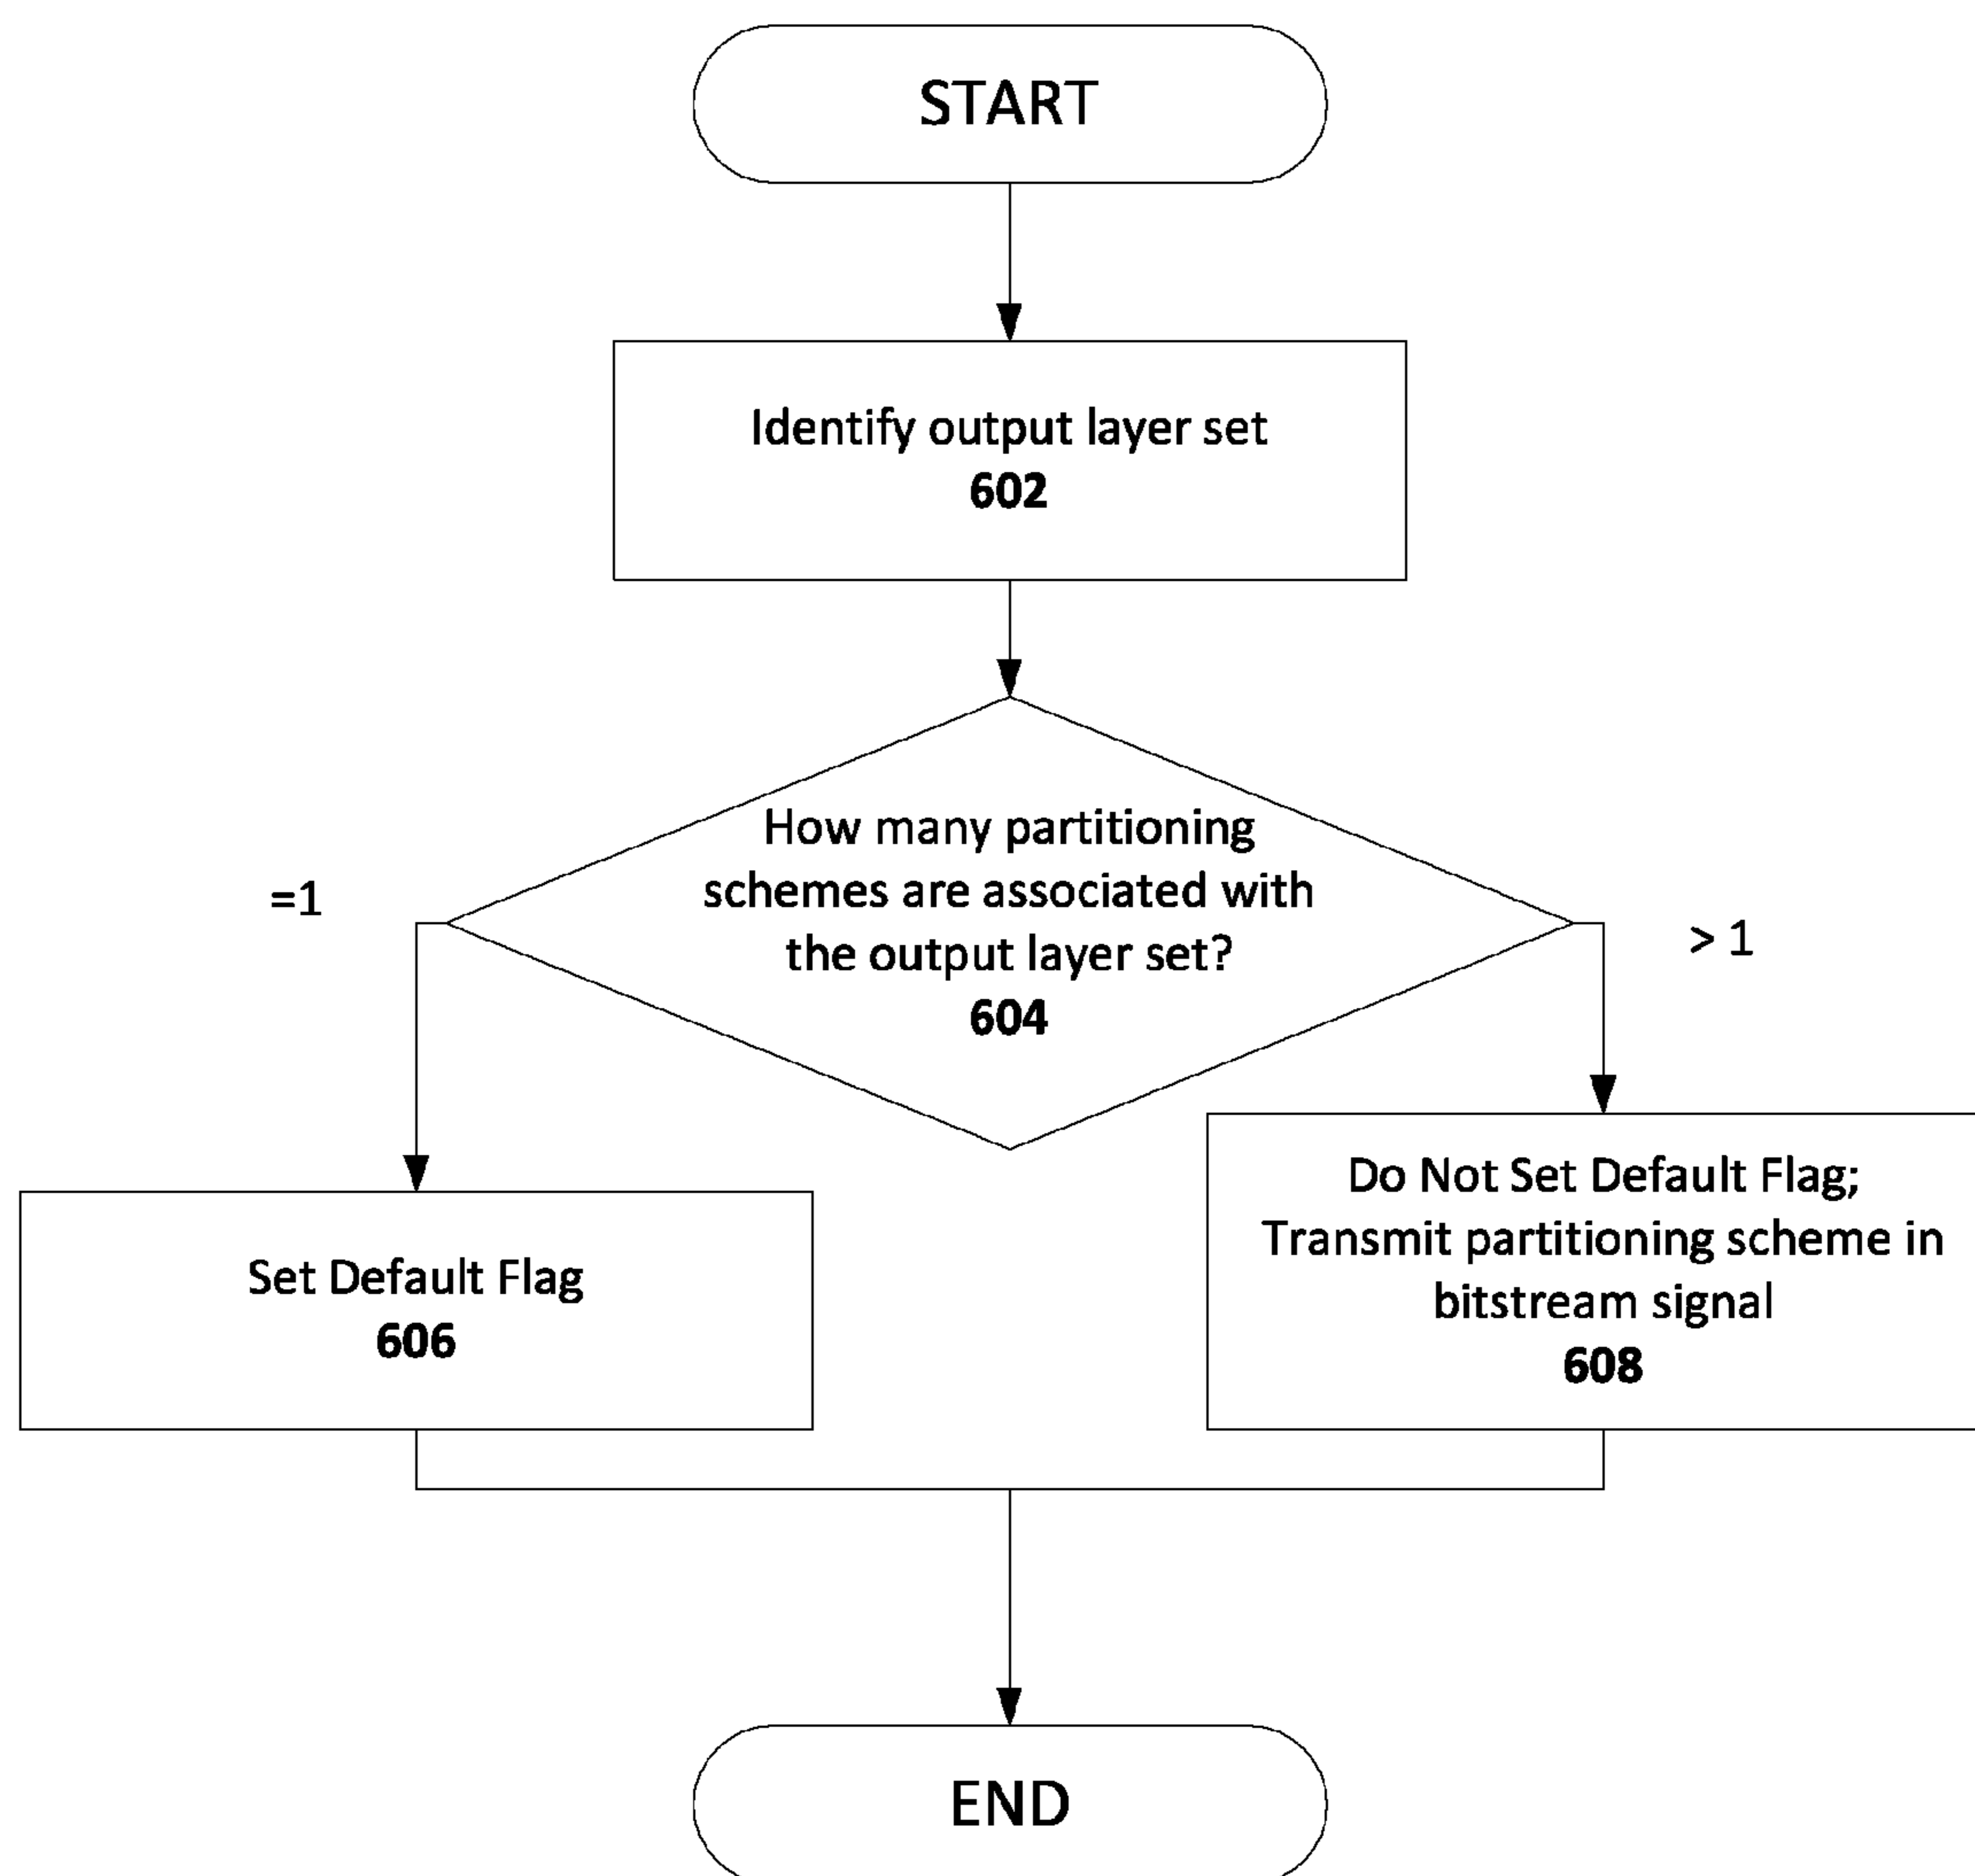 START
Identify output layer set
602
How many partitioning
schemes are associated with
the output layer set?
604
=1
> 1
Set Default Flag
606
Do Not Set Default Flag;
Transmit partitioning scheme in
bitstream signal
608
END